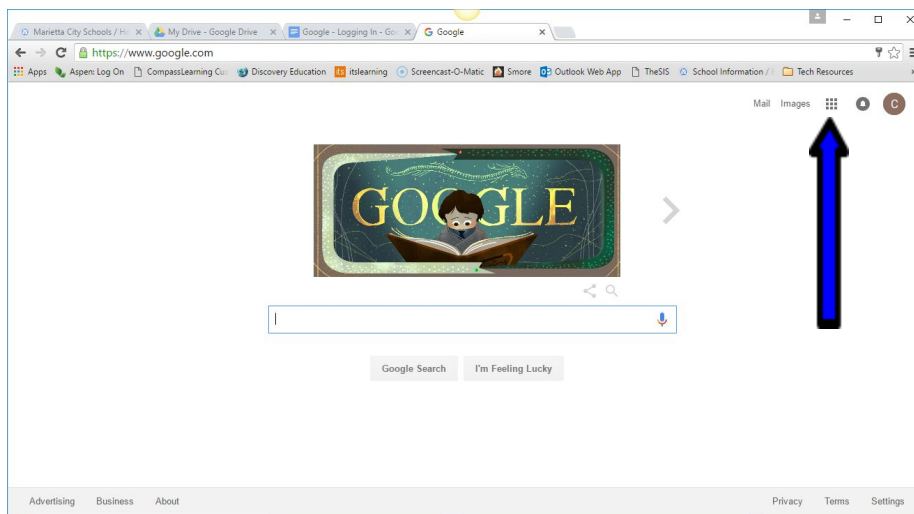 Marietta City Schools / H
My Drive - Google Drive
Google - Logging In - Go
Google
https://www.google.com
Apps
Aspen: Log On
CompassLearning Cu
Discovery Education
its
itslearning
Screencast-O-Matic
Smore
Outlook Web App
TheSIS
School Information /
Tech Resources
Mail
Images
C
GOOGLE
Google Search
I'm Feeling Lucky
Advertising
Business
About
Privacy
Terms
Settings